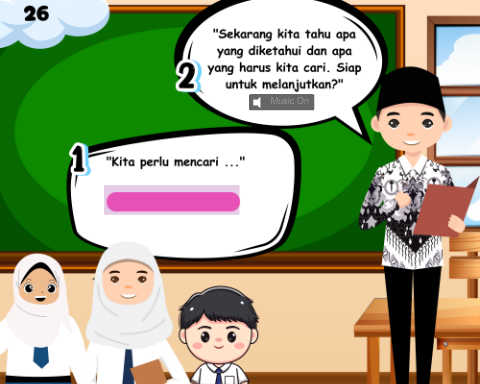 26
"Sekarang kita tahu apa
yang diketahui dan apa
yang harus kita cari. Siap
untuk melanjutkan?"
2
Music On
1
"Kita perlu mencari ..."